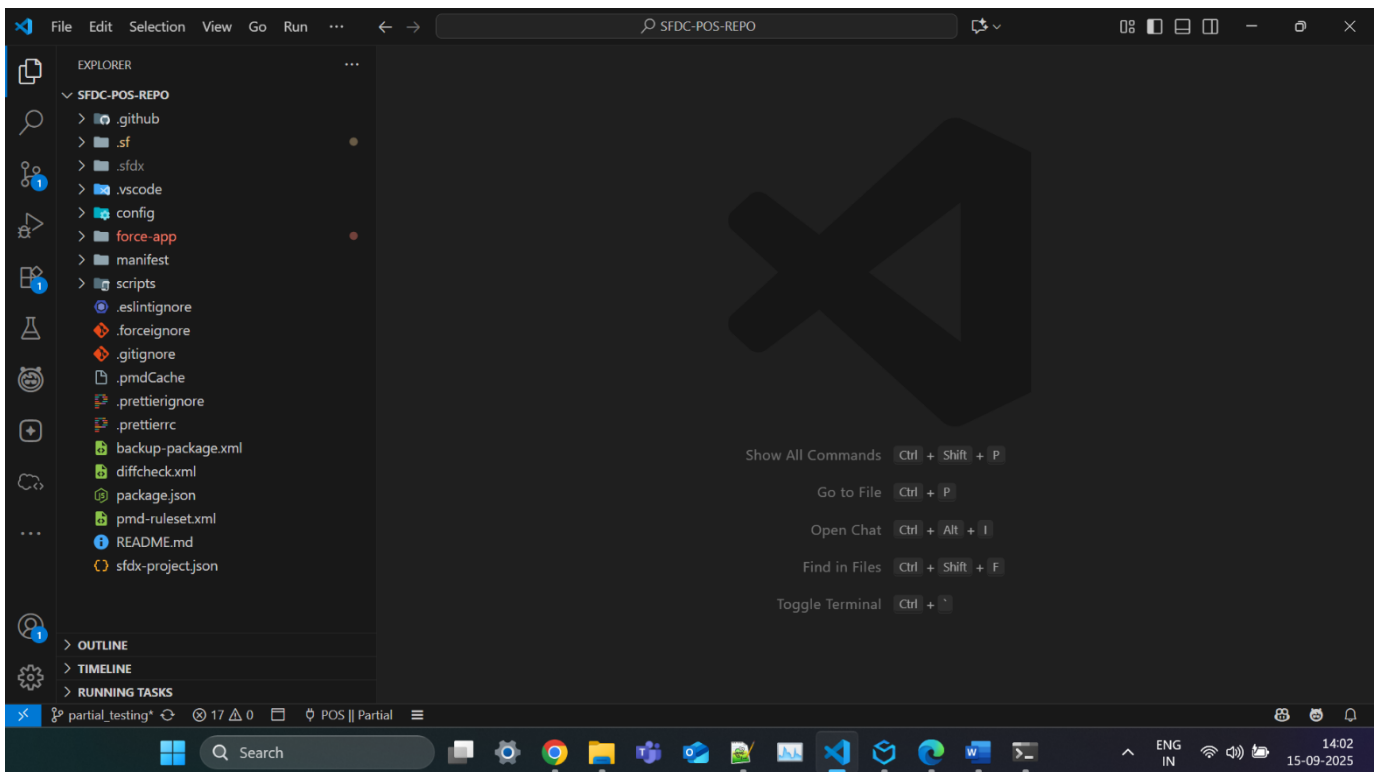 File Edit Selection View Go Run ··· ← → SFDC-POS-REPO
EXPLORER ···
SFDC-POS-REPO
.github
.sf
.sfdx
.vscode
config
force-app
manifest
scripts
.eslintignore
.forceignore
.gitignore
.pmdCache
.prettierignore
.prettierrc
backup-package.xml
diffcheck.xml
package.json
pmd-ruleset.xml
README.md
sfdx-project.json
1
1
1
Show All Commands Ctrl + Shift + P
Go to File Ctrl + P
Open Chat Ctrl + Alt + I
Find in Files Ctrl + Shift + F
Toggle Terminal Ctrl + `
OUTLINE
TIMELINE
RUNNING TASKS
partial_testing* 17 0 POS || Partial
Search
ENG
IN
14:02
15-09-2025